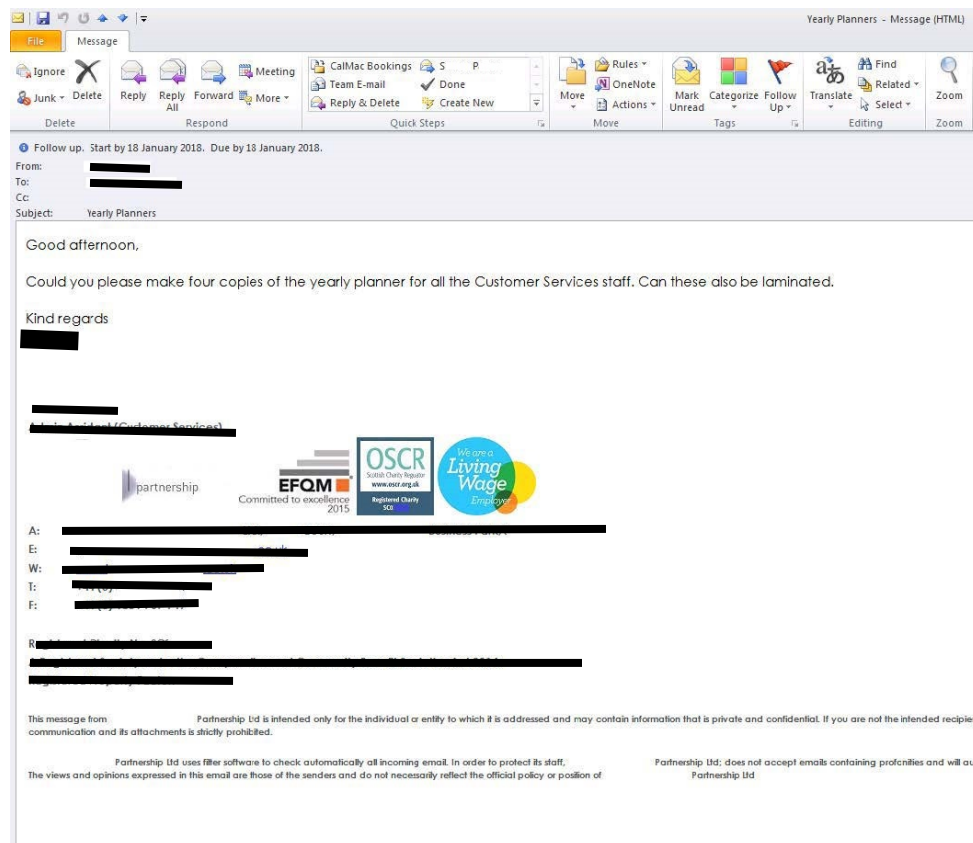 Yearly Planners - Message (HTML)
File Message
Ignore
Junk
Delete
Reply
Reply All
Forward
Meeting
More
CalMac Bookings
Team E-mail
Reply & Delete
S P.
Done
Create New
Move
Rules
OneNote
Actions
Mark Unread
Categorize
Follow Up
Translate
Find
Related
Select
Zoom
Delete Respond Quick Steps Move Tags Editing Zoom
Follow up. Start by 18 January 2018. Due by 18 January 2018.
From:
To:
Cc:
Subject: Yearly Planners
Good afternoon,
Could you please make four copies of the yearly planner for all the Customer Services staff. Can these also be laminated.
Kind regards
partnership
EFQM
Committed to excellence
2015
OSCR
Scottish Charity Regulator
www.oscr.org.uk
Registered Charity
We are a
Living
Wage
Employer
A:
E:
W:
T:
F:
This message from Partnership Ltd is intended only for the individual or entity to which it is addressed and may contain information that is private and confidential. If you are not the intended
communication and its attachments is strictly prohibited.
Partnership Ltd uses filter software to check automatically all incoming email. In order to protect its staff, Partnership Ltd; does not accept emails containing profanities and will
The views and opinions expressed in this email are those of the senders and do not necessarily reflect the official policy or position of Partnership Ltd